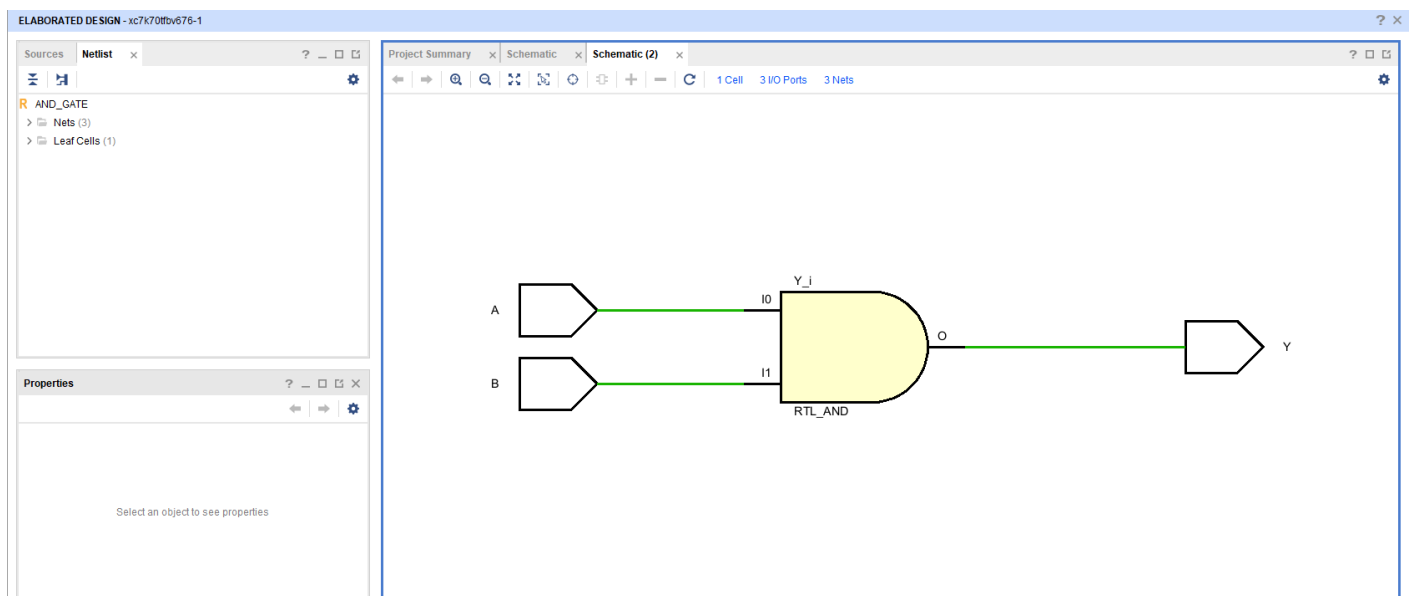 ELABORATED DESIGN - xc7k70tfbv676-1
Sources Netlist
R AND_GATE
Nets (3)
Leaf Cells (1)
Properties
Select an object to see properties
Project Summary Schematic Schematic (2)
1 Cell 3 I/O Ports 3 Nets
Y_i
A I0
O
Y
B I1
RTL_AND